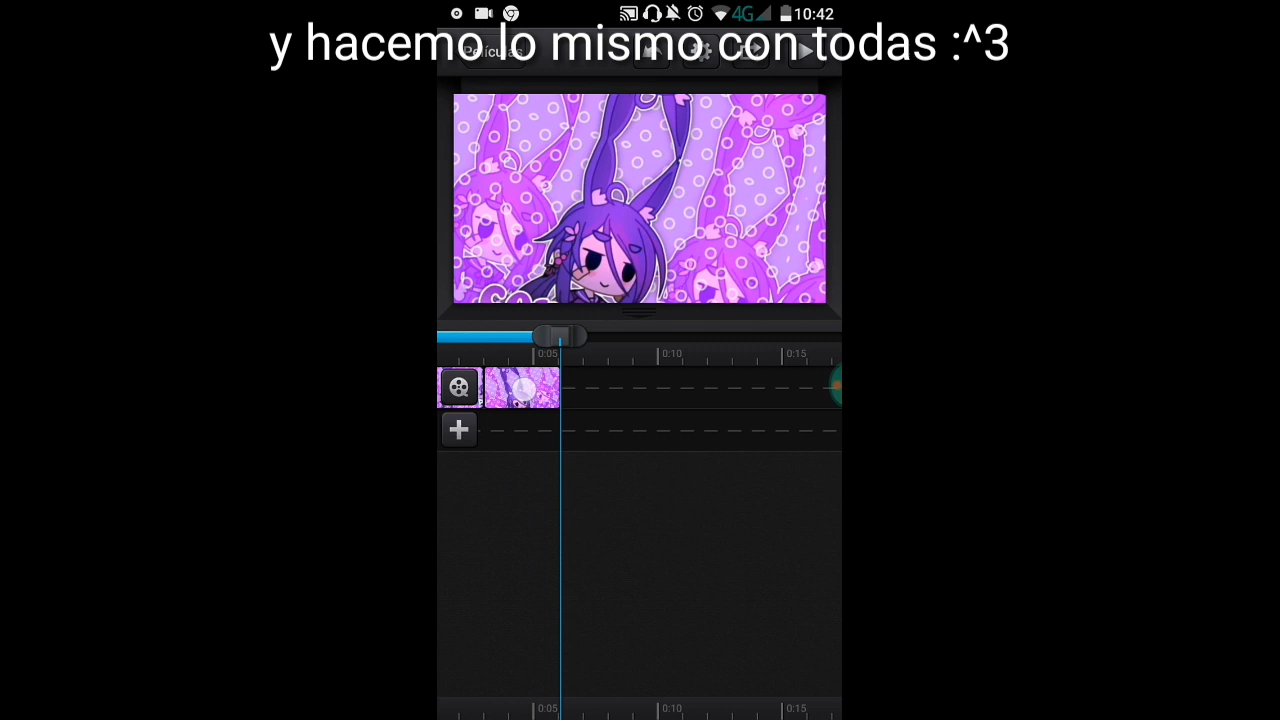 10:42
4G
y hacemo lo mismo con todas :^3
Películas
0:05
0:10
0:15
0:05
0:10
0:15